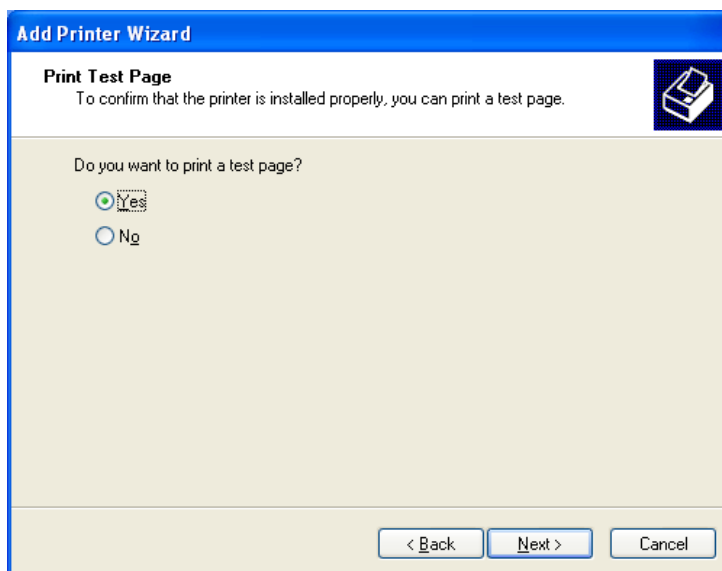 Add Printer Wizard
Print Test Page
To confirm that the printer is installed properly, you can print a test page.
Do you want to print a test page?
Yes
No
< Back Next > Cancel